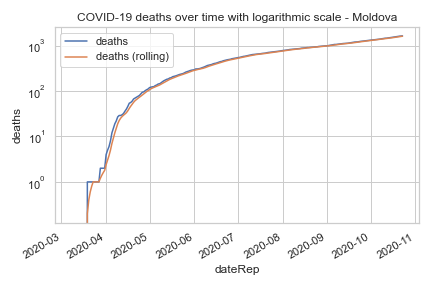 COVID-19 deaths over time with logarithmic scale - Moldova
deaths
deaths (rolling)
10³
10²
10¹
10⁰
deaths
2020-03
2020-04
2020-05
2020-06
2020-07
2020-08
2020-09
2020-10
2020-11
dateRep